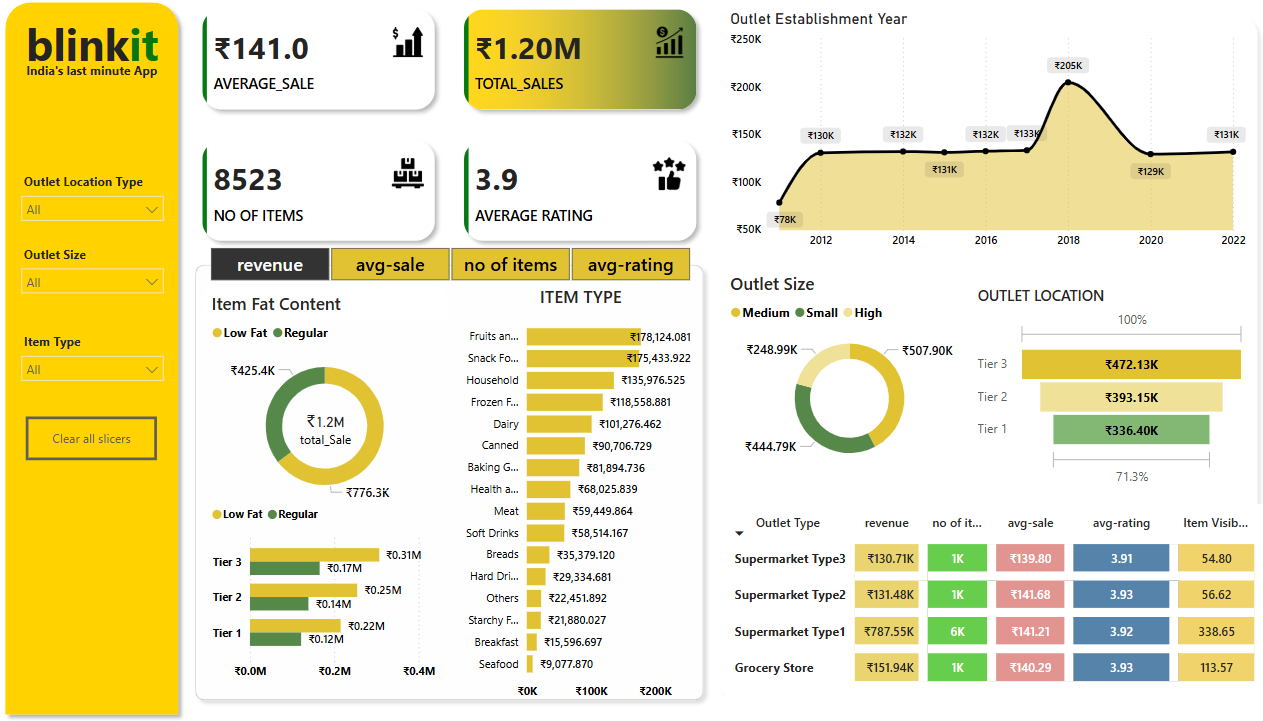 blinkit
India's last minute App
Outlet Location Type
All
Outlet Size
All
Item Type
All
Clear all slicers
₹141.0
AVERAGE_SALE
$
₹1.20M
TOTAL_SALES
$
8523
NO OF ITEMS
3.9
AVERAGE RATING
revenue avg-sale no of items avg-rating
Item Fat Content
Low Fat Regular
₹425.4K
₹1.2M
total_Sale
₹776.3K
Low Fat Regular
Tier 3 ₹0.31M
₹0.17M
Tier 2 ₹0.25M
₹0.14M
Tier 1 ₹0.22M
₹0.12M
₹0.0M ₹0.2M ₹0.4M
ITEM TYPE
Fruits an... ₹178,124.081
Snack Fo... ₹175,433.922
Household ₹135,976.525
Frozen F... ₹118,558.881
Dairy ₹101,276.462
Canned ₹90,706.729
Baking G... ₹81,894.736
Health a... ₹68,025.839
Meat ₹59,449.864
Soft Drinks ₹58,514.167
Breads ₹35,379.120
Hard Dri... ₹29,334.681
Others ₹22,451.892
Starchy F... ₹21,880.027
Breakfast ₹15,596.697
Seafood ₹9,077.870
₹0K ₹100K ₹200K
Outlet Establishment Year
₹250K
₹200K
₹150K
₹100K
₹50K
₹78K
₹130K
₹132K
₹131K
₹132K
₹133K
₹205K
₹129K
₹131K
2012 2014 2016 2018 2020 2022
Outlet Size
Medium Small High
₹248.99K
₹507.90K
₹444.79K
OUTLET LOCATION
100%
Tier 3 ₹472.13K
Tier 2 ₹393.15K
Tier 1 ₹336.40K
71.3%
Outlet Type revenue no of it... avg-sale avg-rating Item Visib...
Supermarket Type3 ₹130.71K 1K ₹139.80 3.91 54.80
Supermarket Type2 ₹131.48K 1K ₹141.68 3.93 56.62
Supermarket Type1 ₹787.55K 6K ₹141.21 3.92 338.65
Grocery Store ₹151.94K 1K ₹140.29 3.93 113.57